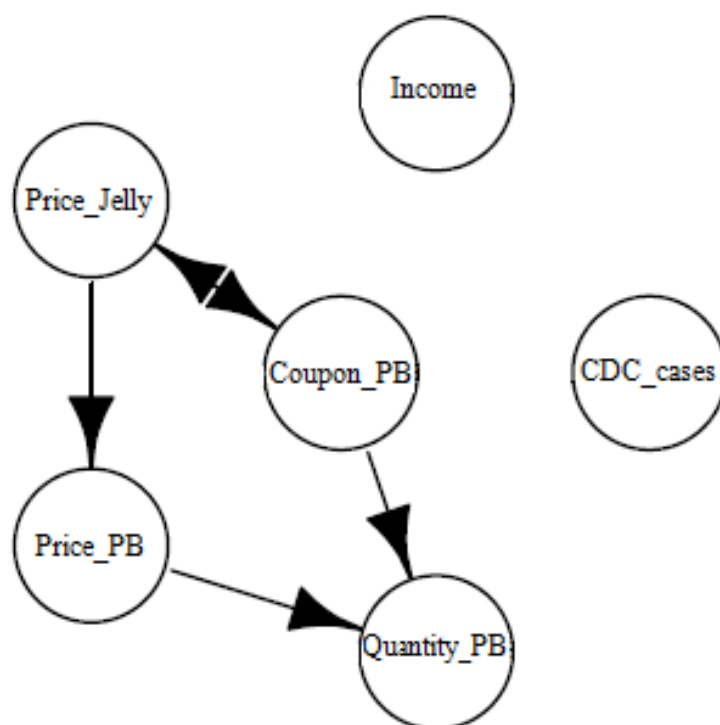 Income
Price_Jelly
Coupon_PB
CDC_cases
Price_PB
Quantity_PB